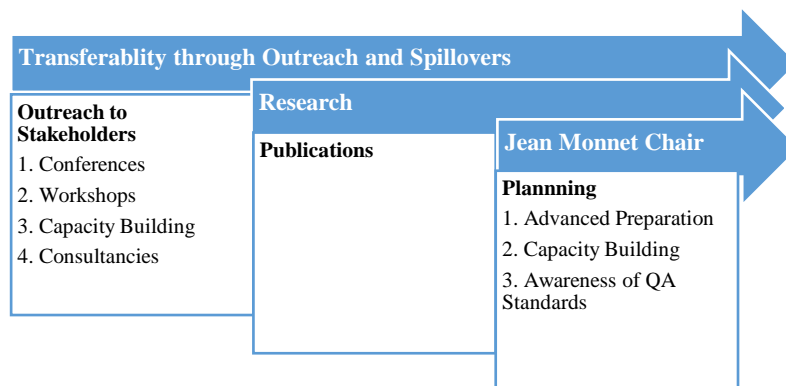 Transferablity through Outreach and Spillovers
Outreach to
Stakeholders
1. Conferences
2. Workshops
3. Capacity Building
4. Consultancies
Research
Publications
Jean Monnet Chair
Plannning
1. Advanced Preparation
2. Capacity Building
3. Awareness of QA
Standards